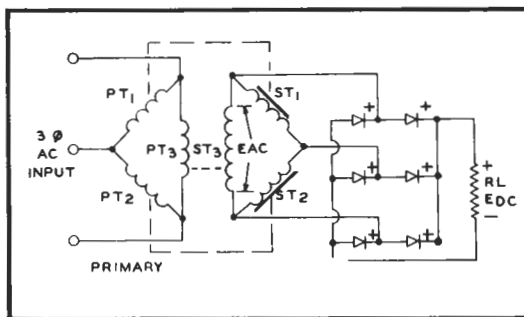 PT1
ST1
3 Ø
AC
INPUT
PT3
ST3
EAC
PT2
ST2
PRIMARY
+ +
+ +
+ +
+
RL
EDC
−